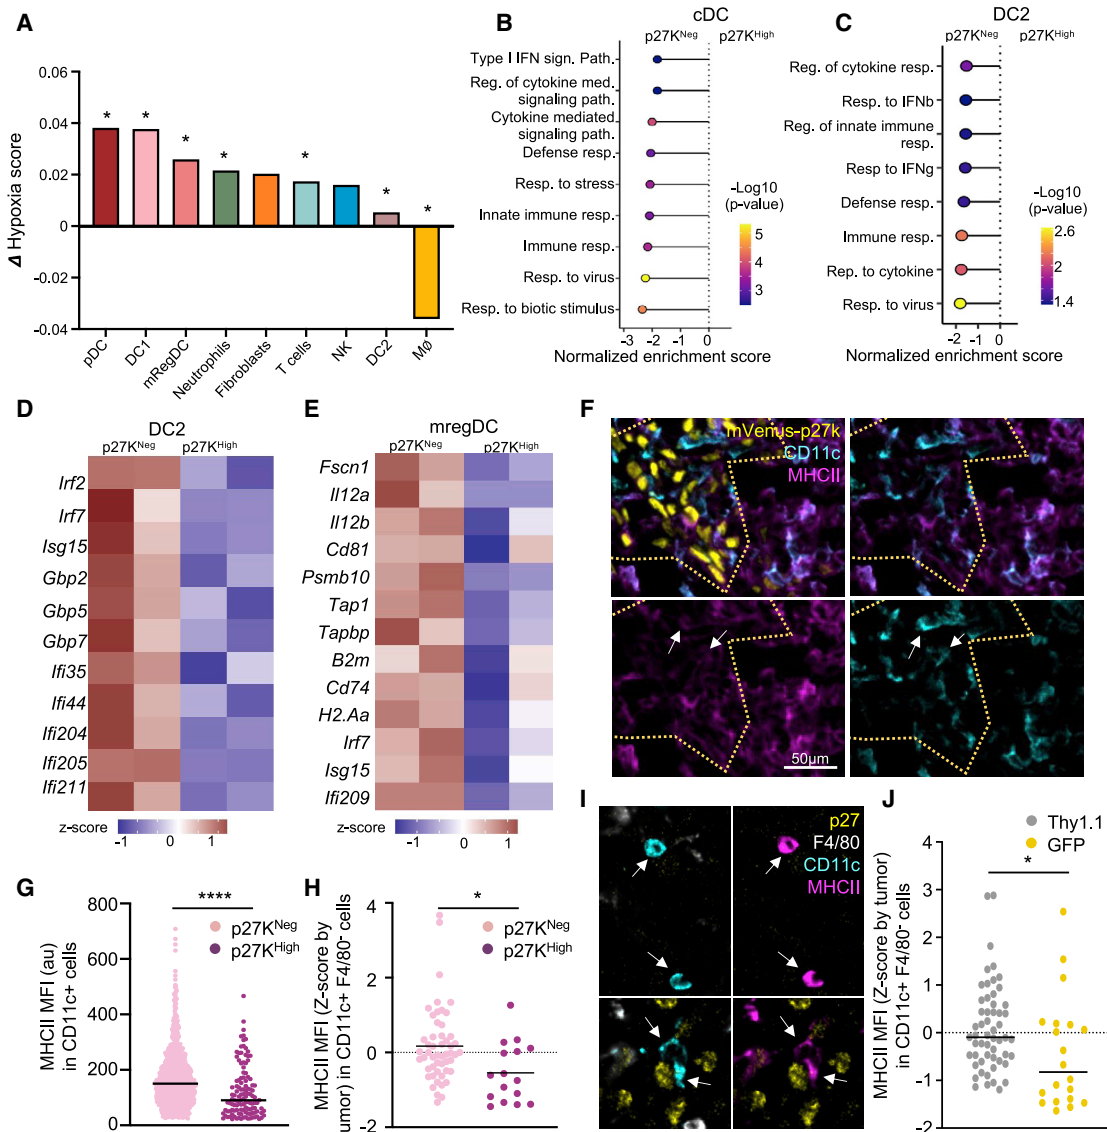 A
Δ Hypoxia score
0.06
0.04
0.02
0
-0.02
-0.04
* * * * * * *
pDC
DC1
mRegDC
Neutrophils
Fibroblasts
T cells
NK
DC2
MØ
B
cDC
p27KNeg p27KHigh
Type I IFN sign. Path.
Reg. of cytokine med.
signaling path.
Cytokine mediated
signaling path.
Defense resp.
Resp. to stress
Innate immune resp.
Immune resp.
Resp. to virus
Resp. to biotic stimulus
-3 -2 -1 0
Normalized enrichment score
-Log10
(p-value)
5
4
3
C
DC2
p27KNeg p27KHigh
Reg. of cytokine resp.
Resp. to IFNb
Reg. of innate immune
resp.
Resp to IFNg
Defense resp.
Immune resp.
Rep. to cytokine
Resp. to virus
-2 -1 0
Normalized enrichment score
-Log10
(p-value)
2.6
2
1.4
D
DC2
p27KNeg p27KHigh
Irf2
Irf7
Isg15
Gbp2
Gbp5
Gbp7
Ifi35
Ifi44
Ifi204
Ifi205
Ifi211
z-score
-1 0 1
E
mregDC
p27KNeg p27KHigh
Fscn1
Il12a
Il12b
Cd81
Psmb10
Tap1
Tapbp
B2m
Cd74
H2.Aa
Irf7
Isg15
Ifi209
z-score
-1 0 1
F
mVenus-p27k
CD11c
MHCII
50µm
G
MHCII MFI (au)
in CD11c+ cells
800
600
400
200
0
****
p27KNeg
p27KHigh
H
MHCII MFI (Z-score by
tumor) in CD11c+ F4/80- cells
4
2
0
-2
*
p27KNeg
p27KHigh
I
p27
F4/80
CD11c
MHCII
J
Thy1.1
GFP
MHCII MFI (Z-score by tumor)
in CD11c+ F4/80- cells
4
3
2
1
0
-1
-2
*